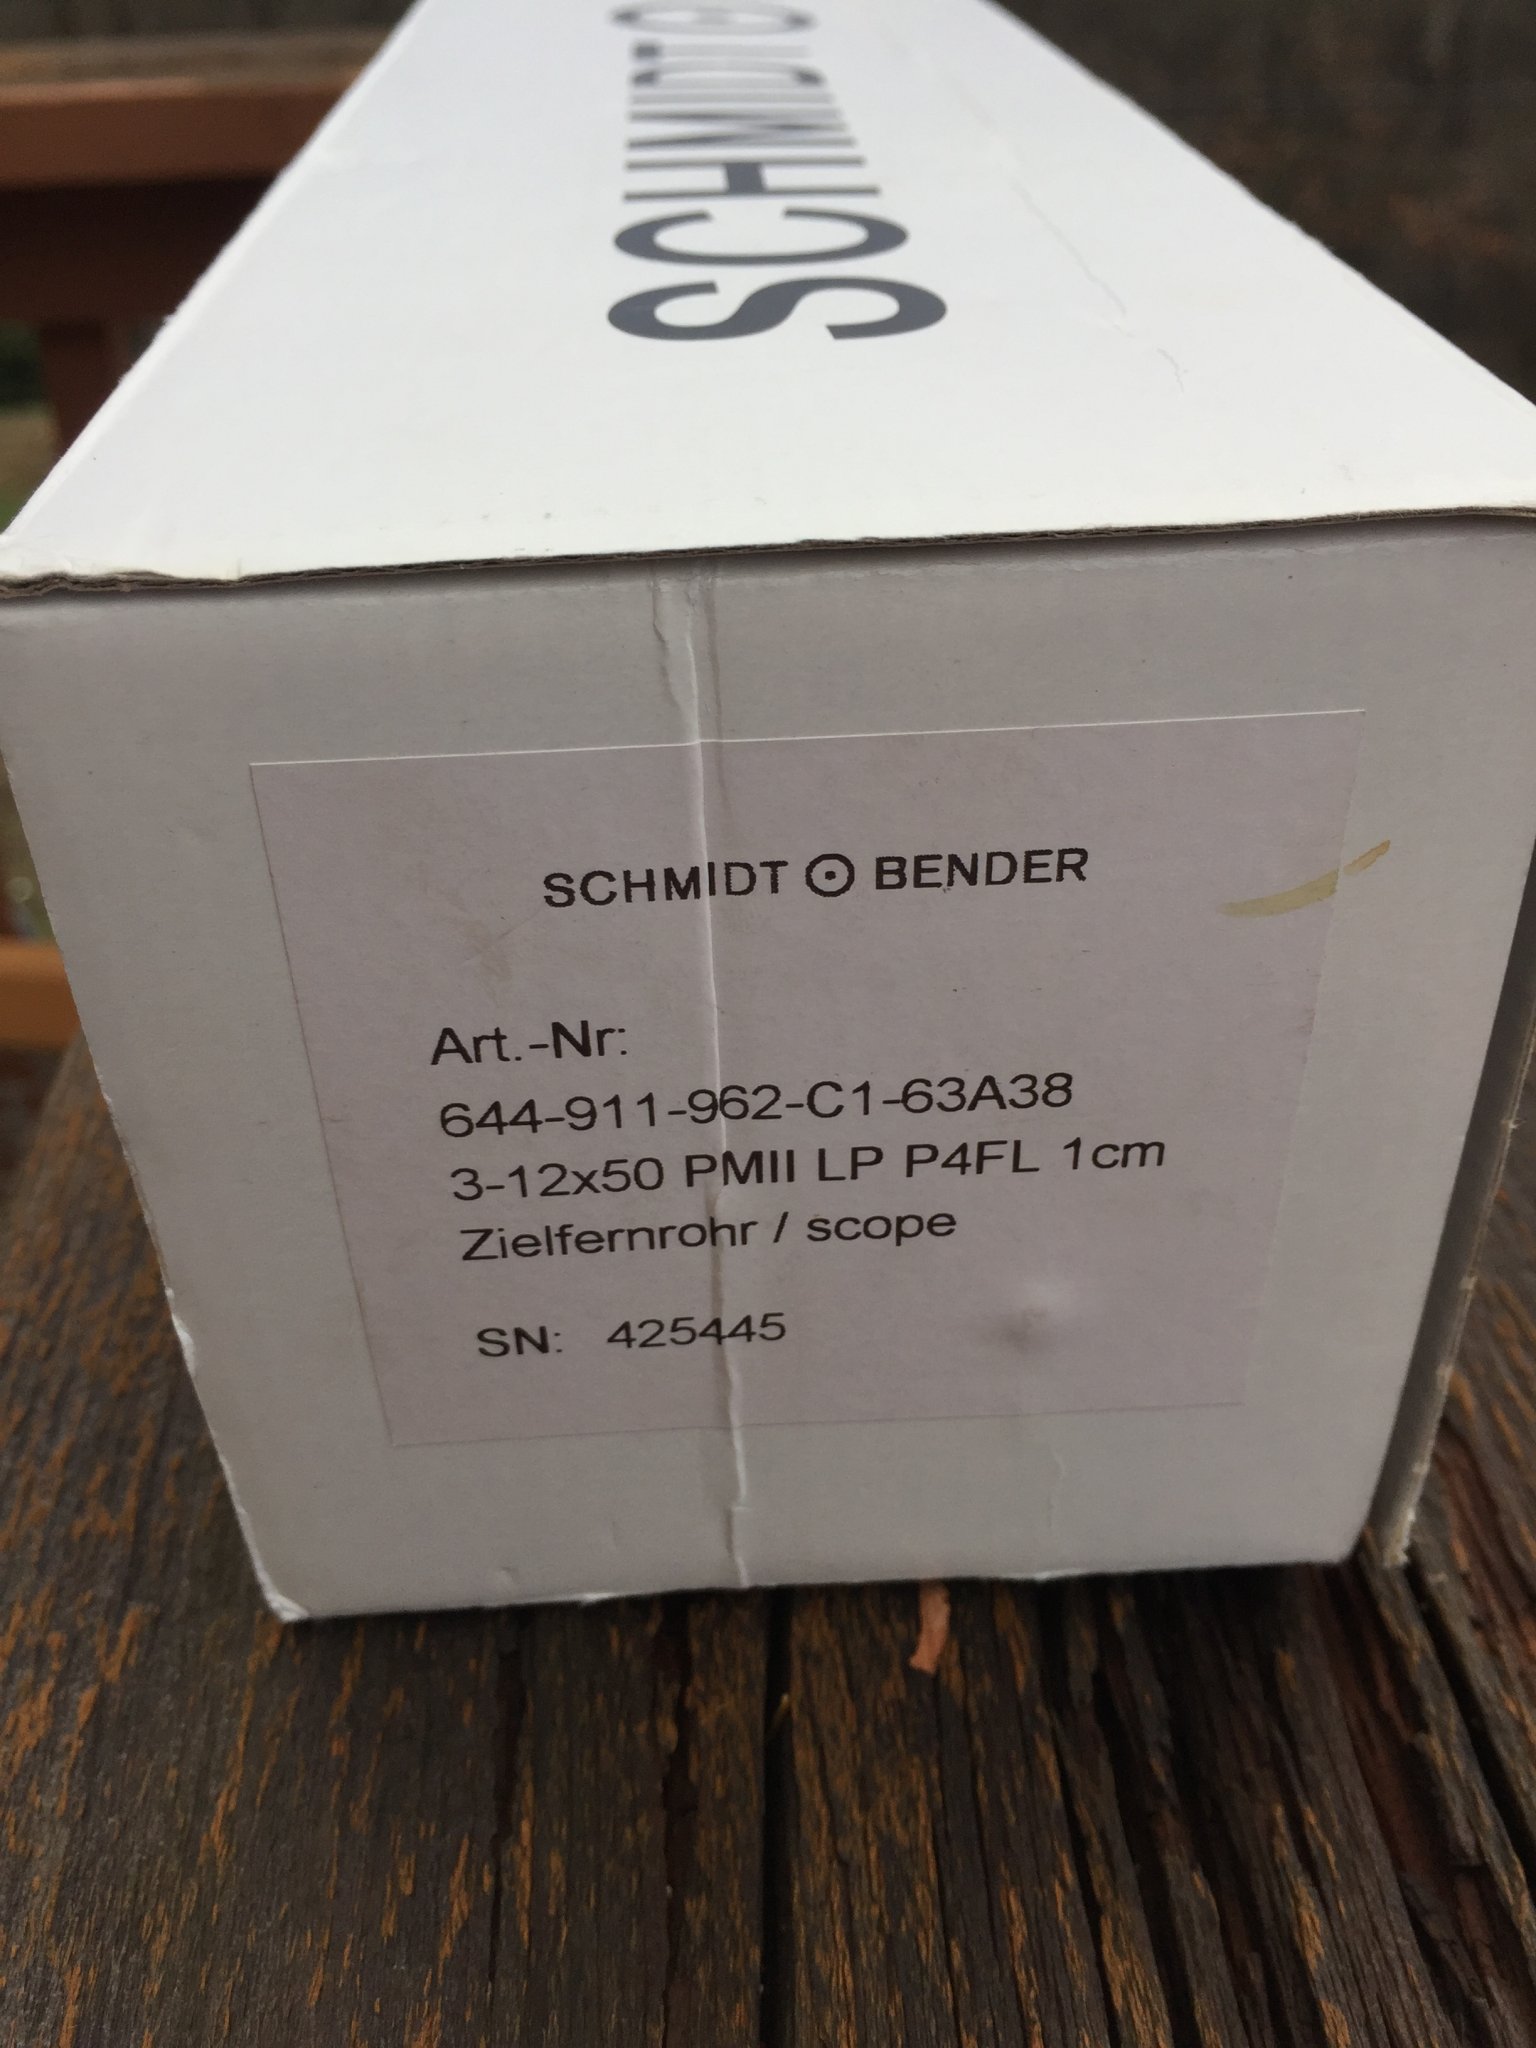 SCHMIDT
SCHMIDT BENDER
Art.-Nr:
644-911-962-C1-63A38
3-12x50 PMII LP P4FL 1cm
Zielfernrohr / scope
SN: 425445